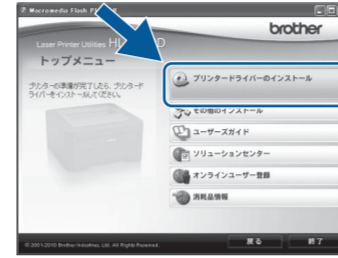 Macromedia Flash
brother
Laser Printer Utilities
トップメニュー
プリンターの準備が完了したら、プリンタード
ライバーをインストールしてください。
プリンタードライバーのインストール
その他のインストール
ユーザーズガイド
ソリューションセンター
オンラインユーザー登録
消耗品情報
© 2001-2010 Brother Industries, Ltd. All Rights Reserved.
戻る
終了